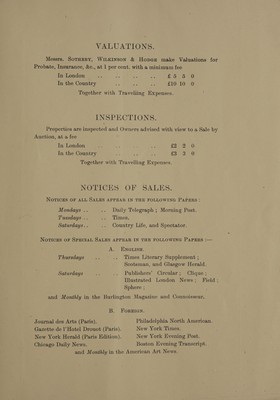 VALUATIONS.
Messrs. SOTHEBY, WILKINSON & HODGE make Valuations for
Probate, Insurance, &c., at 1 per cent. with a minimum fee
In London .. .. .. .. £ 5 5 0
In the Country .. .. .. £10 10 0
Together with Travelling Expenses.
INSPECTIONS.
Properties are inspected and Owners advised with view to a Sale by
Auction, at a fee
In London .. .. .. £2 2 0
In the Country .. .. .. £3 3 0
Together with Travelling Expenses.
NOTICES OF SALES.
NOTICES OF ALL SALES APPEAR IN THE FOLLOWING PAPERS :
Mondays .. .. Daily Telegraph ; Morning Post.
Tuesdays .. .. Times.
Saturdays .. .. Country Life, and Spectator.
NOTICES OF SPECIAL SALES APPEAR IN THE FOLLOWING PAPERS :—
A. ENGLISH.
Thursdays .. .. Times Literary Supplement ;
Scotsman, and Glasgow Herald.
Saturdays .. .. Publishers' Circular ; Clique ;
Illustrated London News ; Field ;
Sphere ;
and Monthly in the Burlington Magazine and Connoisseur.
B. FOREIGN.
Journal des Arts (Paris). Philadelphia North American.
Gazette de l'Hotel Drouot (Paris). New York Times.
New York Herald (Paris Edition). New York Evening Post.
Chicago Daily News. Boston Evening Transcript.
and Monthly in the American Art News.